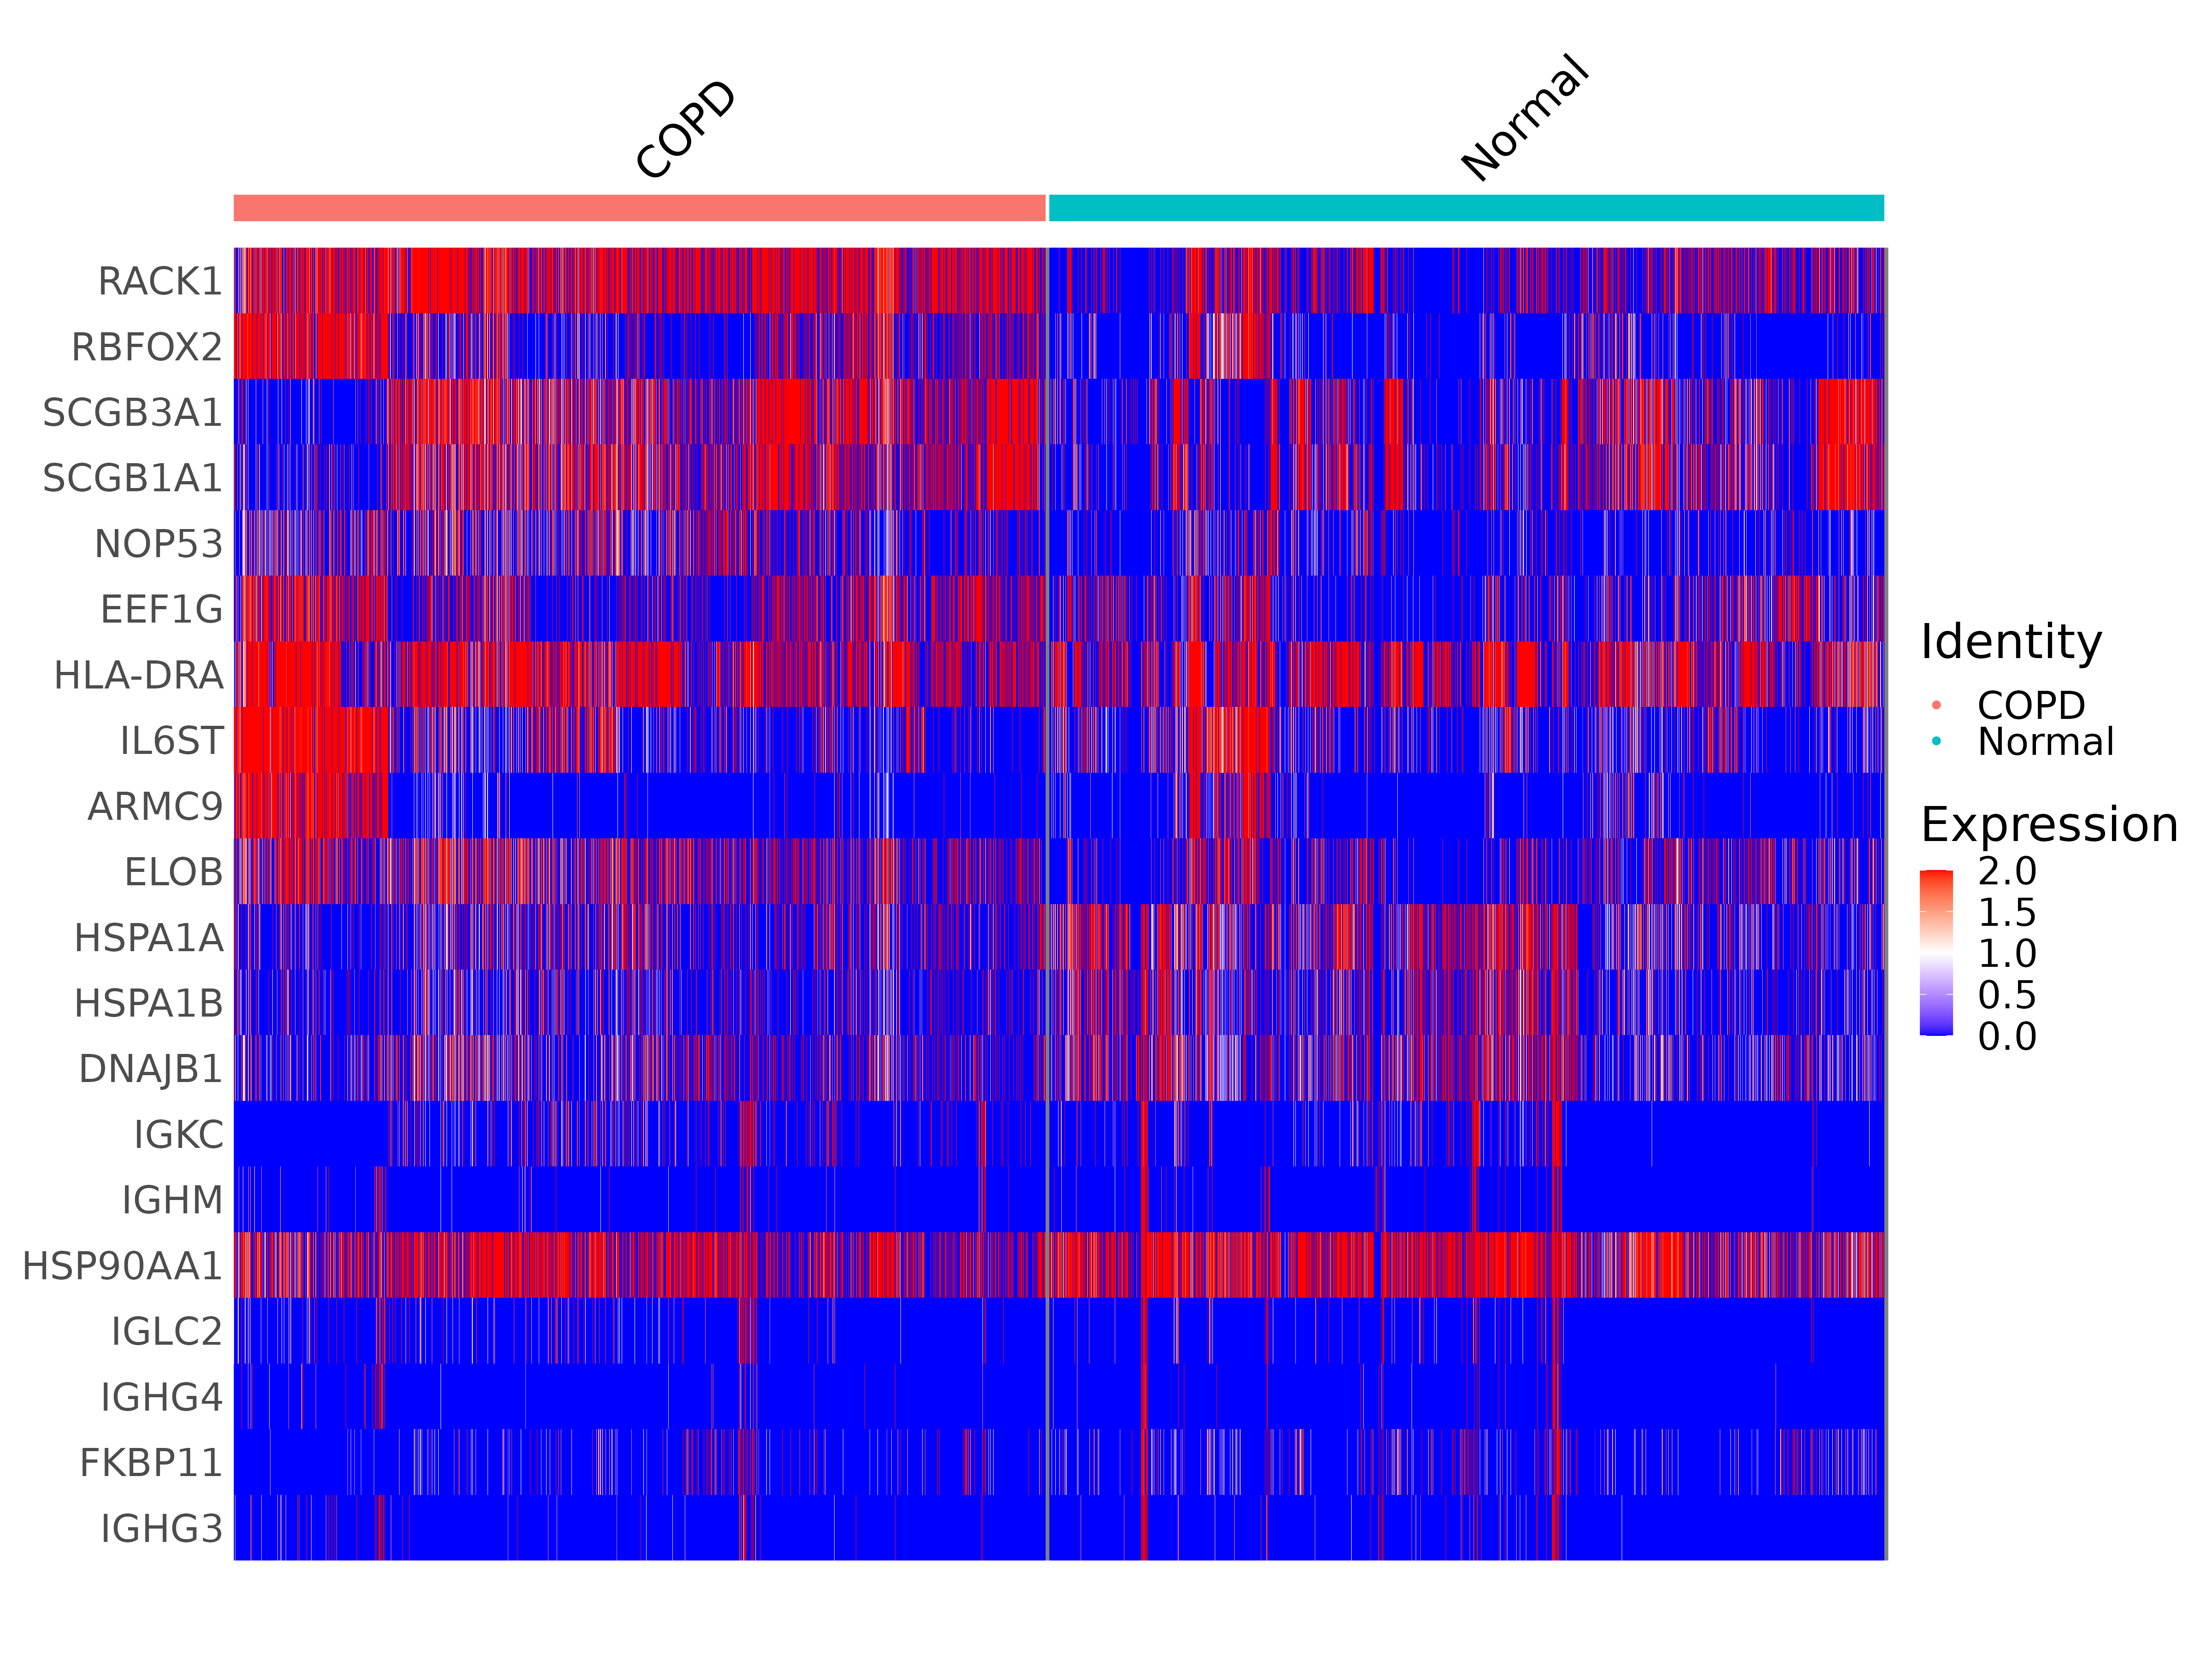 COPD
Normal
RACK1
RBFOX2
SCGB3A1
SCGB1A1
NOP53
EEF1G
HLA-DRA
IL6ST
ARMC9
ELOB
HSPA1A
HSPA1B
DNAJB1
IGKC
IGHM
HSP90AA1
IGLC2
IGHG4
FKBP11
IGHG3
Identity
COPD
Normal
Expression
2.0
1.5
1.0
0.5
0.0